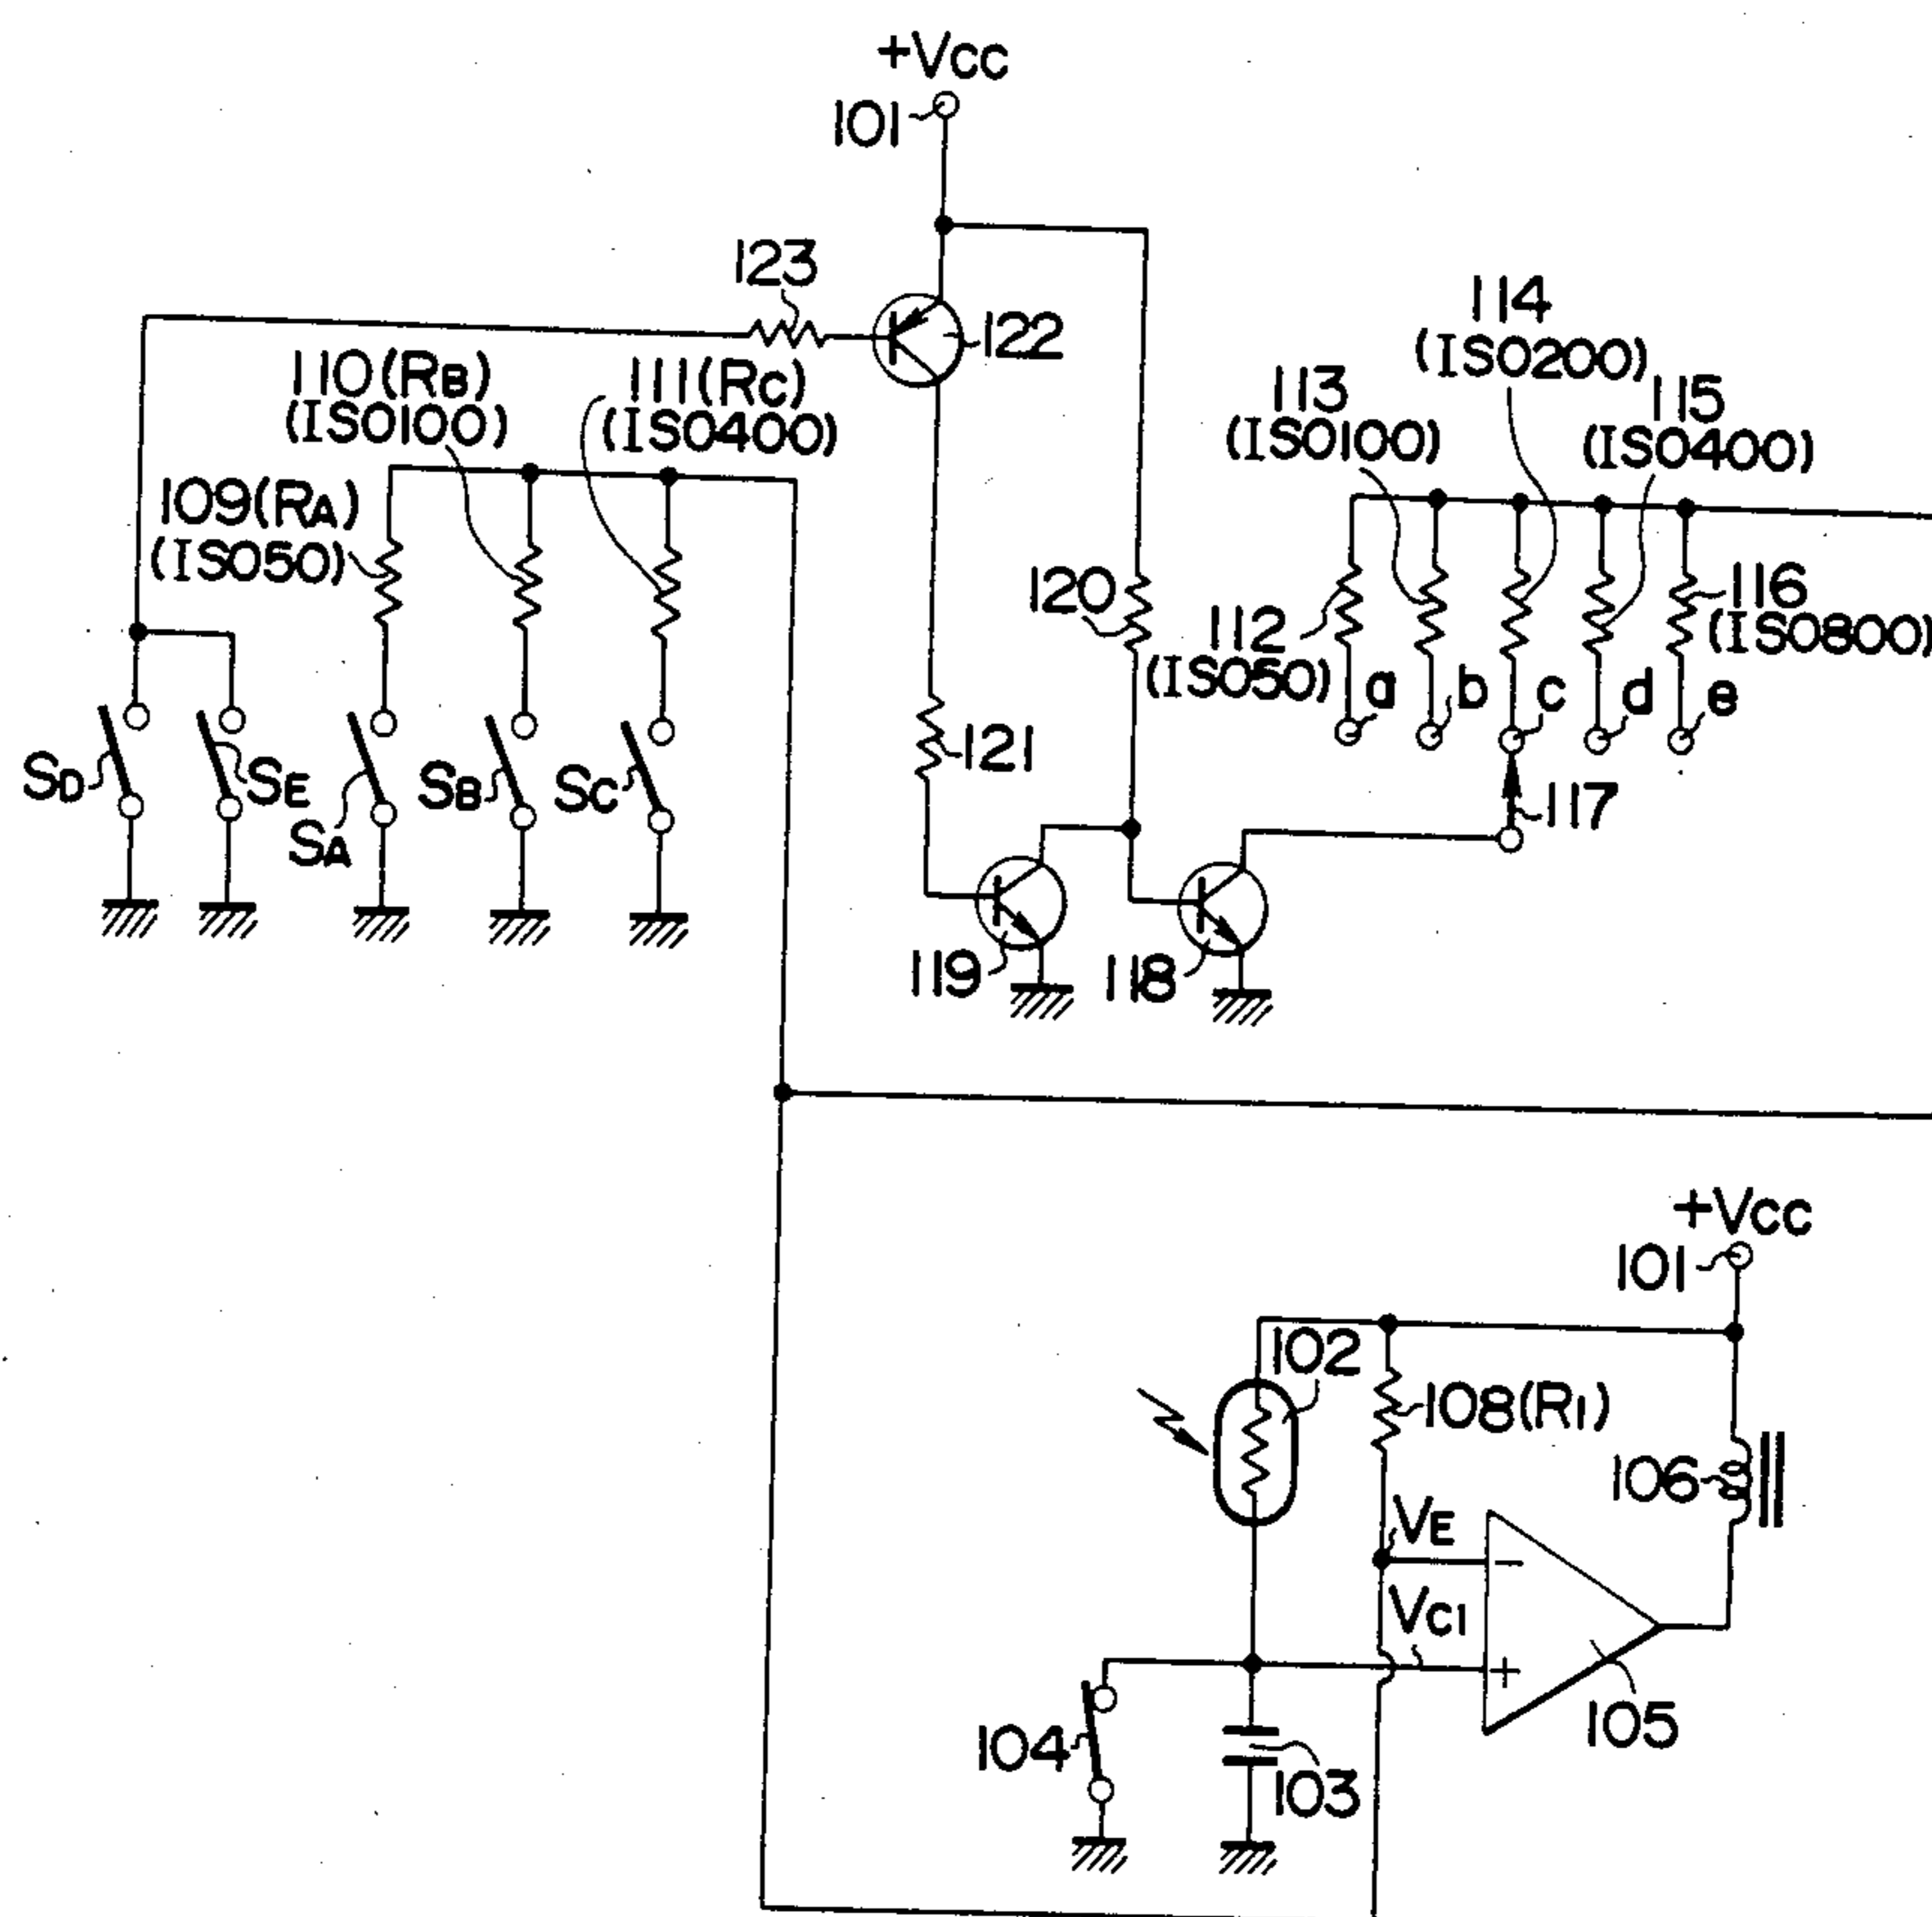 +VCC
101
123
122
110(RB)
(ISO100)
111(RC)
(ISO400)
114
(ISO200)
113
(ISO100)
115
(ISO400)
109(RA)
(ISO50)
120
112
(ISO50)
116
(ISO800)
a
b
c
d
e
121
117
SD
SE
SA
SB
SC
119
118
+VCC
101
102
108(R1)
106
VE
-
VC1
+
105
104
103